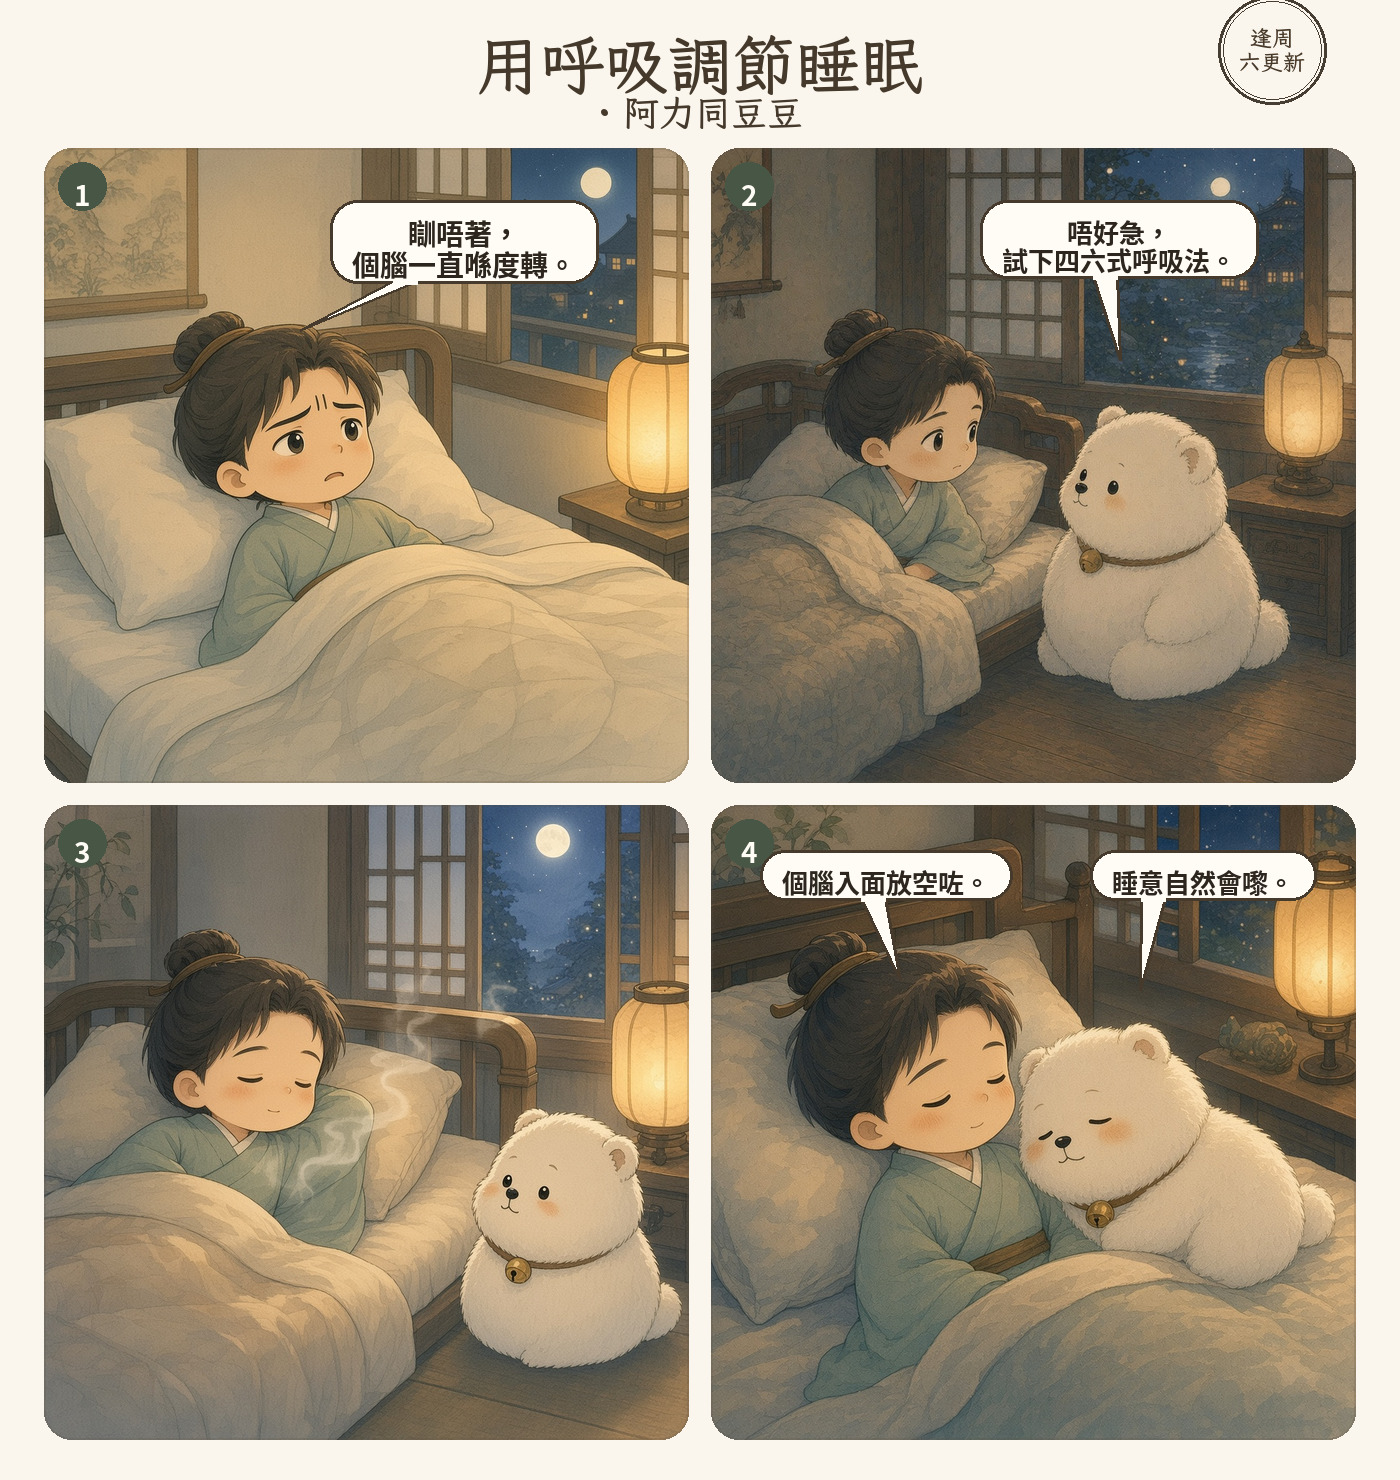 用呼吸調節睡眠
・阿力同豆豆
逢周
六更新
1
瞓唔著，
個腦一直喺度轉。
2
唔好急，
試下四六式呼吸法。
3
4
個腦入面放空咗。
睡意自然會嚟。